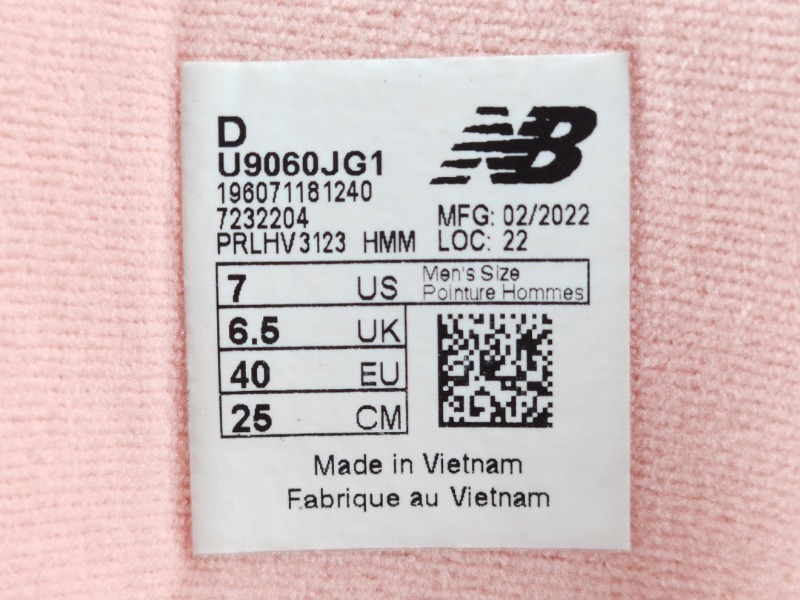 D
NB
U9060JG1
196071181240
7232204 MFG: 02/2022
PRLHV3123 HMM LOC: 22
7 US Men's Size
Pointure Hommes
6.5 UK
40 EU
25 CM
Made in Vietnam
Fabrique au Vietnam